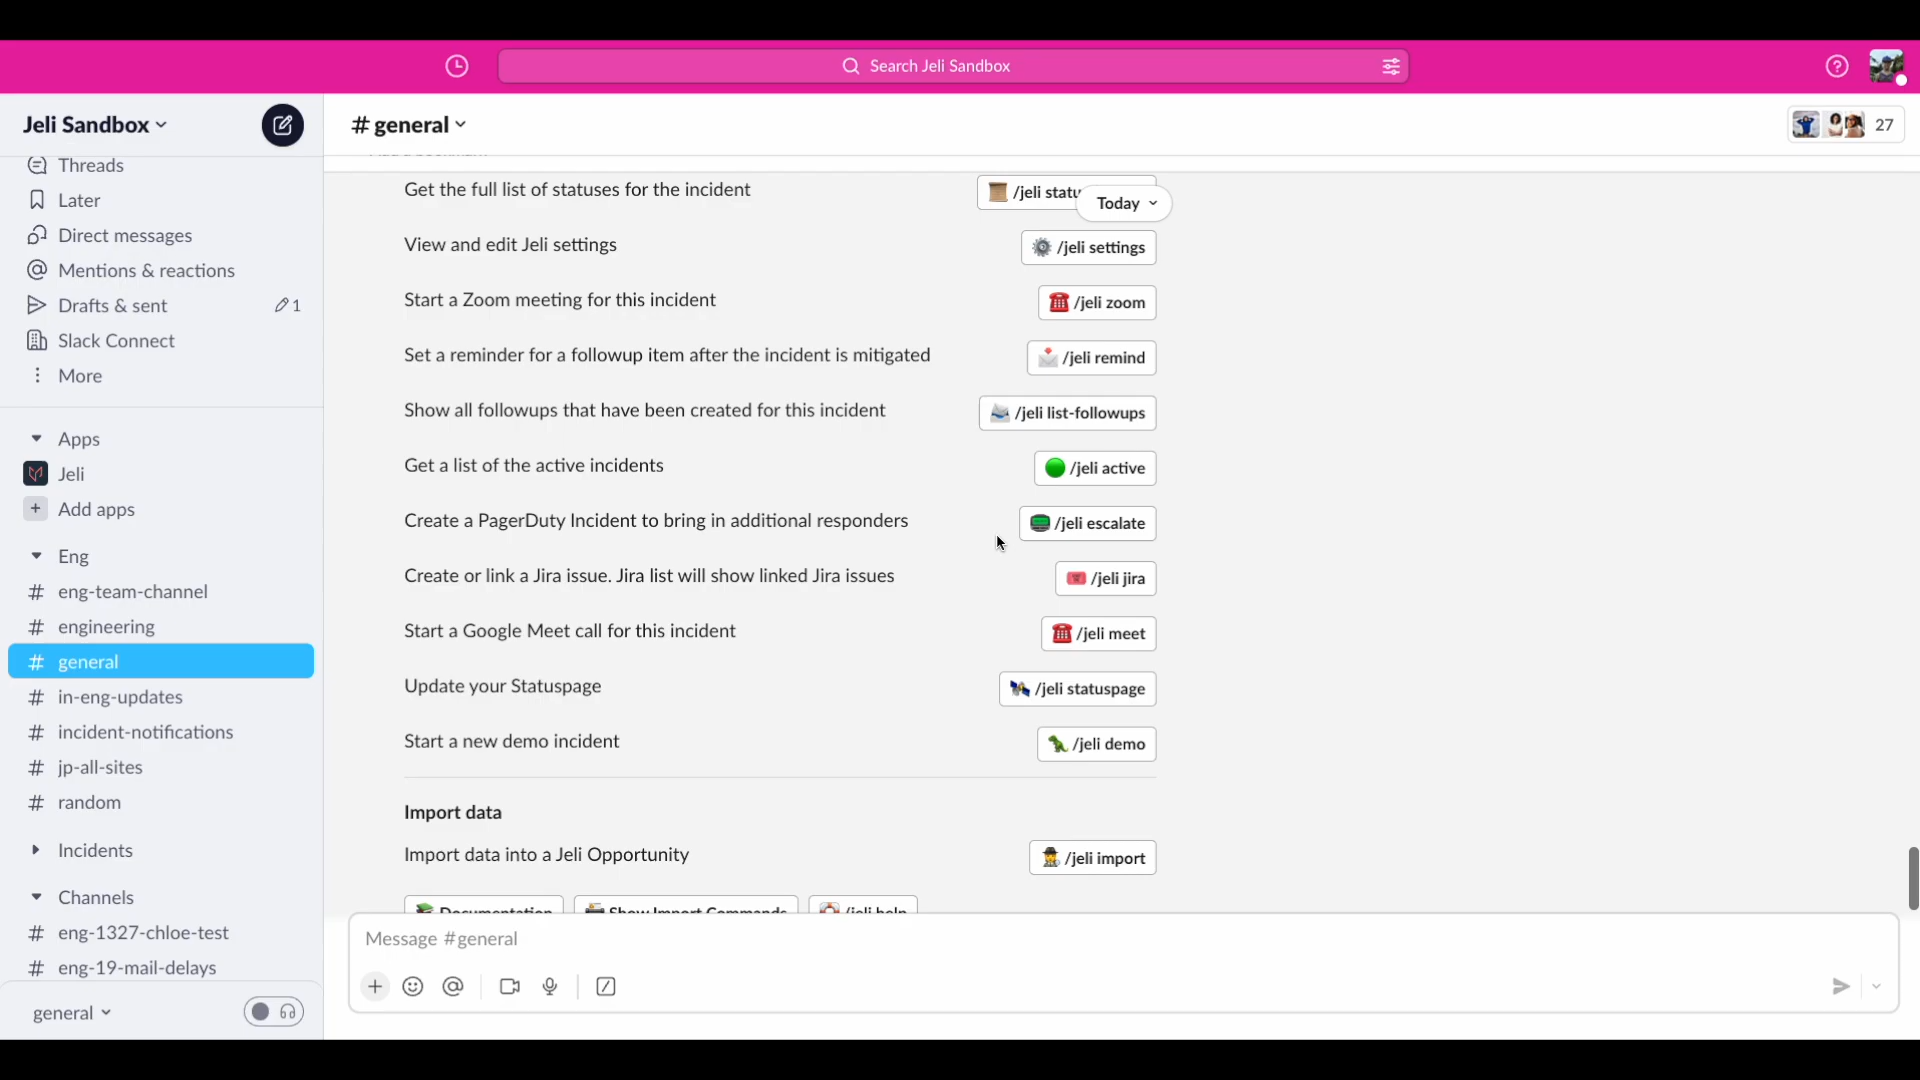 Search Jeli Sandbox
Jeli Sandbox
# general
27
Threads
Later
Direct messages
Mentions & reactions
Drafts & sent
1
Slack Connect
More
Apps
Jeli
Add apps
Eng
# eng-team-channel
# engineering
# general
# in-eng-updates
# incident-notifications
# jp-all-sites
# random
Incidents
Channels
# eng-1327-chloe-test
# eng-19-mail-delays
general
Today
Get the full list of statuses for the incident /jeli statu
View and edit Jeli settings /jeli settings
Start a Zoom meeting for this incident /jeli zoom
Set a reminder for a followup item after the incident is mitigated /jeli remind
Show all followups that have been created for this incident /jeli list-followups
Get a list of the active incidents /jeli active
Create a PagerDuty Incident to bring in additional responders /jeli escalate
Create or link a Jira issue. Jira list will show linked Jira issues /jeli jira
Start a Google Meet call for this incident /jeli meet
Update your Statuspage /jeli statuspage
Start a new demo incident /jeli demo
Import data
Import data into a Jeli Opportunity /jeli import
Documentation Show Import Commands /jeli help
Message #general